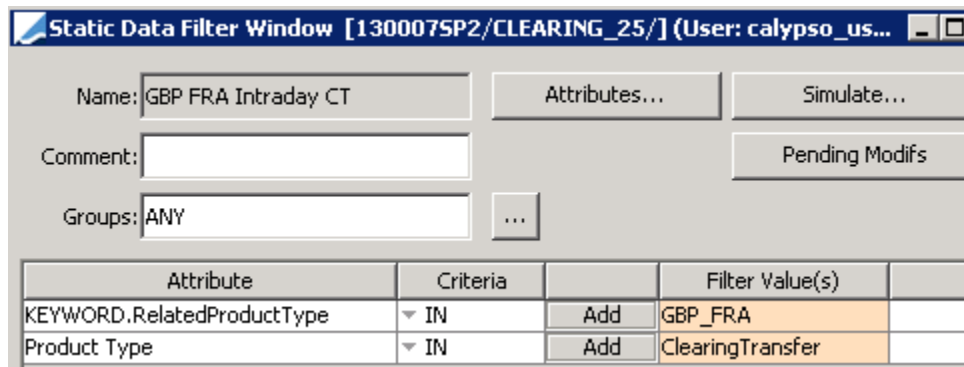 Static Data Filter Window [130007SP2/CLEARING_25/] (User: calypso_us...
Name: GBP FRA Intraday CT Attributes... Simulate...
Comment: Pending Modifs
Groups: ANY ...
Attribute Criteria Filter Value(s)
KEYWORD.RelatedProductType IN Add GBP_FRA
Product Type IN Add ClearingTransfer